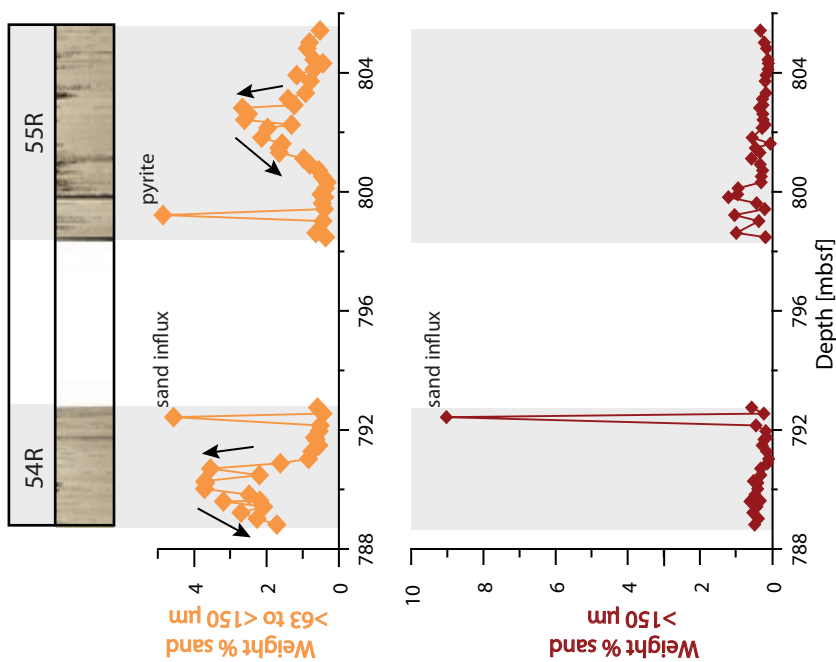 54R
55R
sand influx
pyrite
Weight % sand
>63 to <150 µm
0
2
4
788
792
796
800
804
sand influx
Weight % sand
>150 µm
0
2
4
6
8
10
Depth [mbsf]